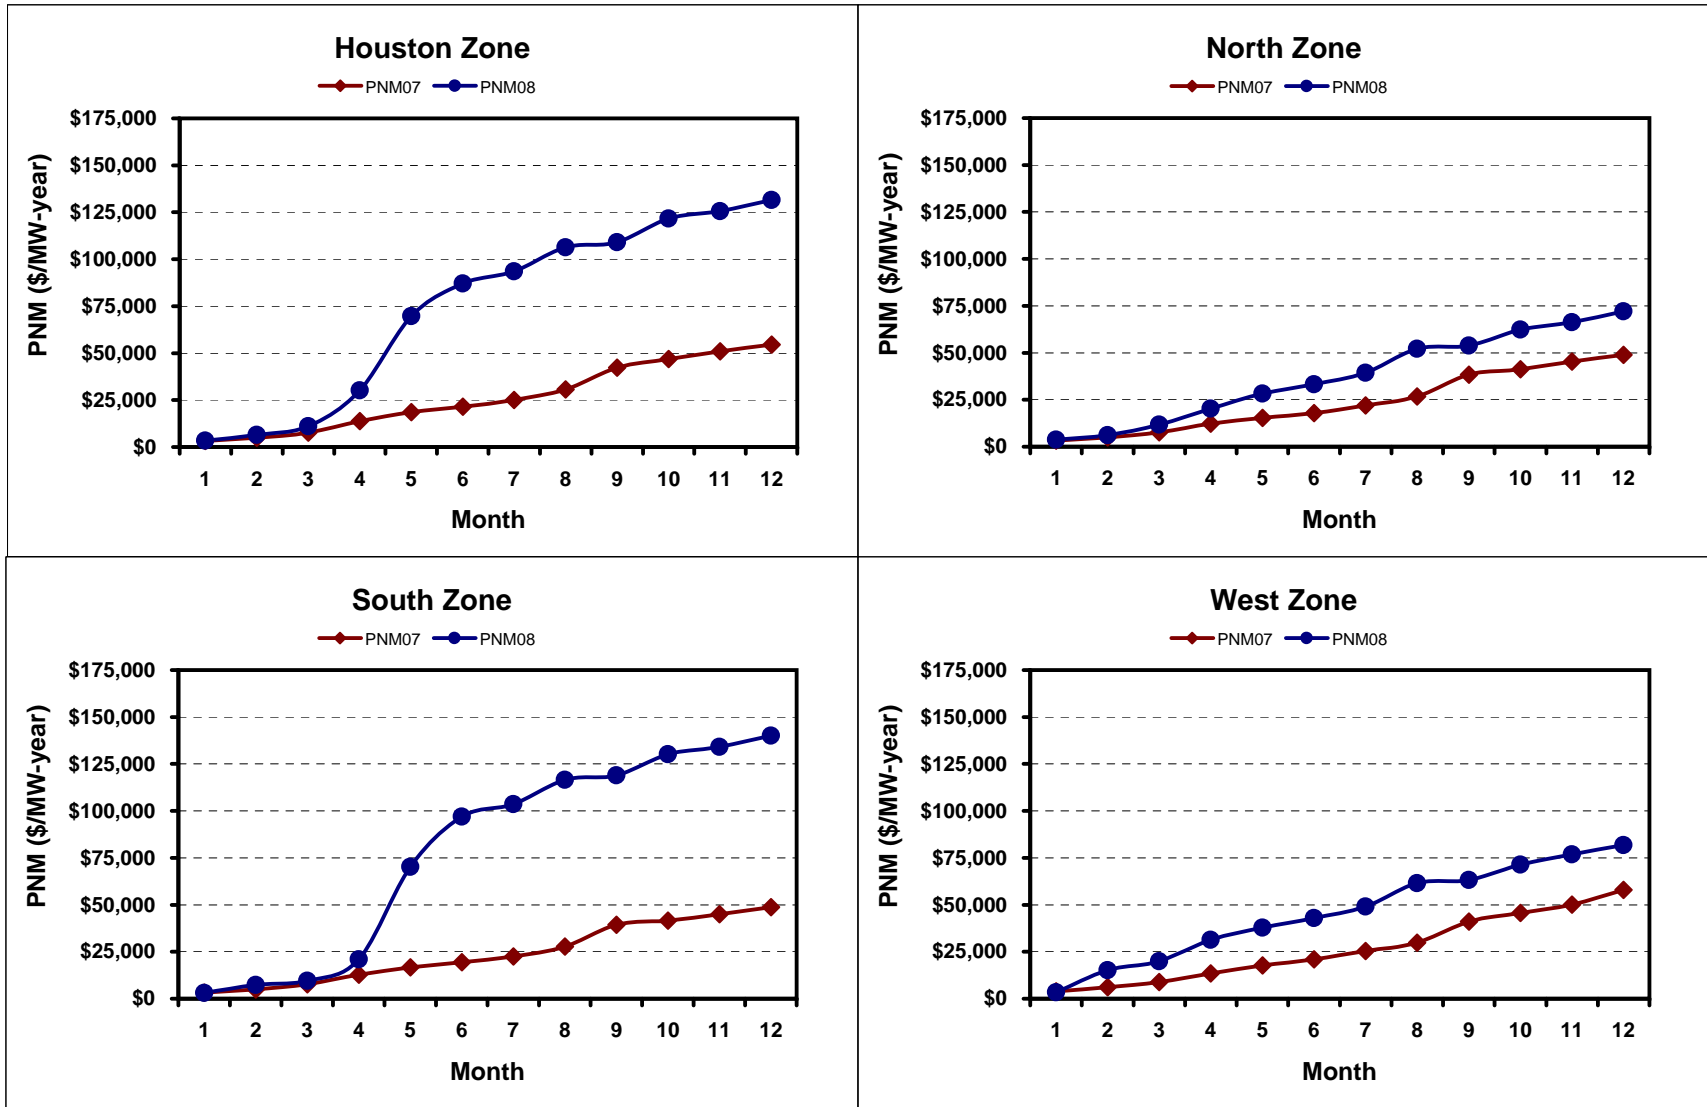 Houston Zone
PNM07 PNM08
$175,000
$150,000
$125,000
$100,000
$75,000
$50,000
$25,000
$0
PNM ($/MW-year)
1 2 3 4 5 6 7 8 9 10 11 12
Month
North Zone
PNM07 PNM08
$175,000
$150,000
$125,000
$100,000
$75,000
$50,000
$25,000
$0
PNM ($/MW-year)
1 2 3 4 5 6 7 8 9 10 11 12
Month
South Zone
PNM07 PNM08
$175,000
$150,000
$125,000
$100,000
$75,000
$50,000
$25,000
$0
PNM ($/MW-year)
1 2 3 4 5 6 7 8 9 10 11 12
Month
West Zone
PNM07 PNM08
$175,000
$150,000
$125,000
$100,000
$75,000
$50,000
$25,000
$0
PNM ($/MW-year)
1 2 3 4 5 6 7 8 9 10 11 12
Month